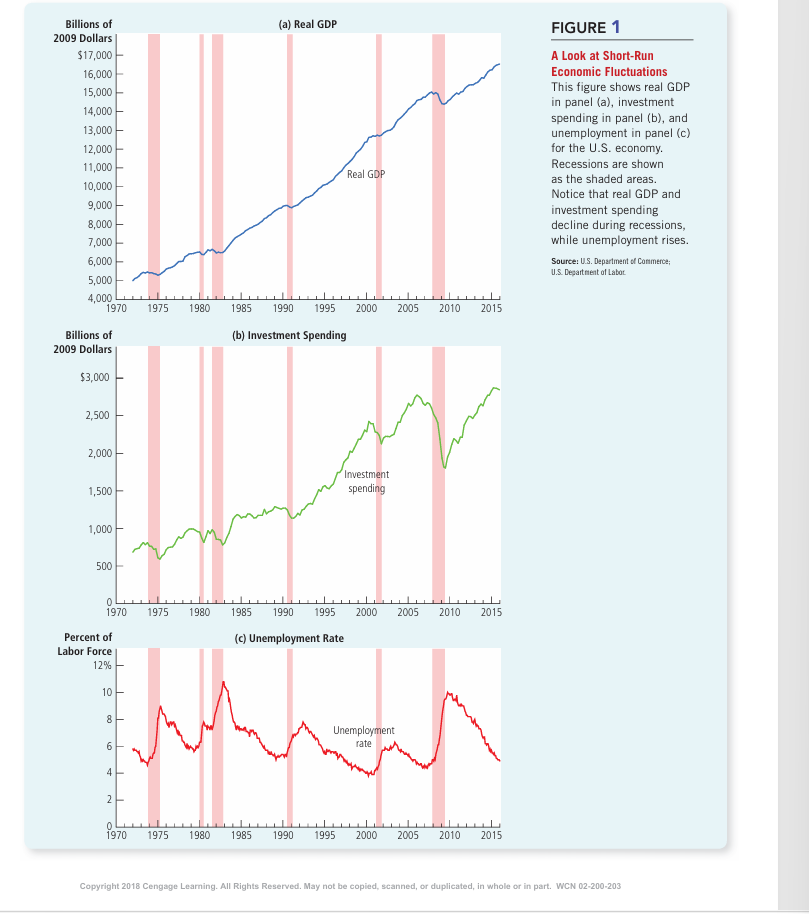 Billions of
2009 Dollars
(a) Real GDP
$17,000
16,000
15,000
14,000
13,000
12,000
11,000
10,000
9,000
8,000
7,000
6,000
5,000
4,000
Real GDP
1970 1975 1980 1985 1990 1995 2000 2005 2010 2015
Billions of
2009 Dollars
(b) Investment Spending
$3,000
2,500
2,000
1,500
1,000
500
0
Investment
spending
1970 1975 1980 1985 1990 1995 2000 2005 2010 2015
Percent of
Labor Force
(c) Unemployment Rate
12%
10
8
6
4
2
0
Unemployment
rate
1970 1975 1980 1985 1990 1995 2000 2005 2010 2015
FIGURE 1
A Look at Short-Run
Economic Fluctuations
This figure shows real GDP
in panel (a), investment
spending in panel (b), and
unemployment in panel (c)
for the U.S. economy.
Recessions are shown
as the shaded areas.
Notice that real GDP and
investment spending
decline during recessions,
while unemployment rises.
Source: U.S. Department of Commerce;
U.S. Department of Labor.
Copyright 2018 Cengage Learning. All Rights Reserved. May not be copied, scanned, or duplicated, in whole or in part. WCN 02-200-203